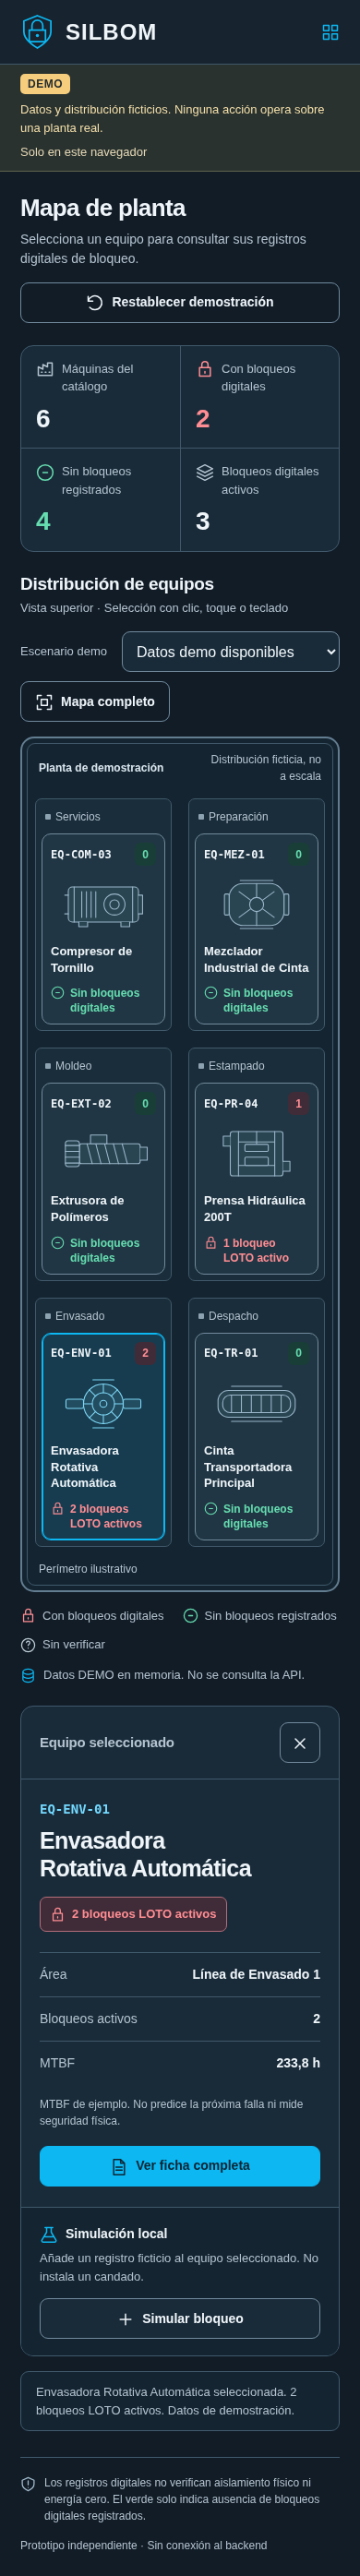 SILBOM
DEMO
Datos y distribución ficticios. Ninguna acción opera sobre
una planta real.
Solo en este navegador
Mapa de planta
Selecciona un equipo para consultar sus registros
digitales de bloqueo.
Restablecer demostración
Máquinas del
catálogo
6
Con bloqueos
digitales
2
Sin bloqueos
registrados
4
Bloqueos digitales
activos
3
Distribución de equipos
Vista superior · Selección con clic, toque o teclado
Escenario demo
Datos demo disponibles
Mapa completo
Planta de demostración
Distribución ficticia, no
a escala
Servicios
EQ-COM-03 0
Compresor de
Tornillo
Sin bloqueos
digitales
Preparación
EQ-MEZ-01 0
Mezclador
Industrial de Cinta
Sin bloqueos
digitales
Moldeo
EQ-EXT-02 0
Extrusora de
Polímeros
Sin bloqueos
digitales
Estampado
EQ-PR-04 1
Prensa Hidráulica
200T
1 bloqueo
LOTO activo
Envasado
EQ-ENV-01 2
Envasadora
Rotativa
Automática
2 bloqueos
LOTO activos
Despacho
EQ-TR-01 0
Cinta
Transportadora
Principal
Sin bloqueos
digitales
Perímetro ilustrativo
Con bloqueos digitales
Sin bloqueos registrados
Sin verificar
Datos DEMO en memoria. No se consulta la API.
Equipo seleccionado
EQ-ENV-01
Envasadora
Rotativa Automática
2 bloqueos LOTO activos
Área Línea de Envasado 1
Bloqueos activos 2
MTBF 233,8 h
MTBF de ejemplo. No predice la próxima falla ni mide
seguridad física.
Ver ficha completa
Simulación local
Añade un registro ficticio al equipo seleccionado. No
instala un candado.
Simular bloqueo
Envasadora Rotativa Automática seleccionada. 2
bloqueos LOTO activos. Datos de demostración.
Los registros digitales no verifican aislamiento físico ni
energía cero. El verde solo indica ausencia de bloqueos
digitales registrados.
Prototipo independiente · Sin conexión al backend